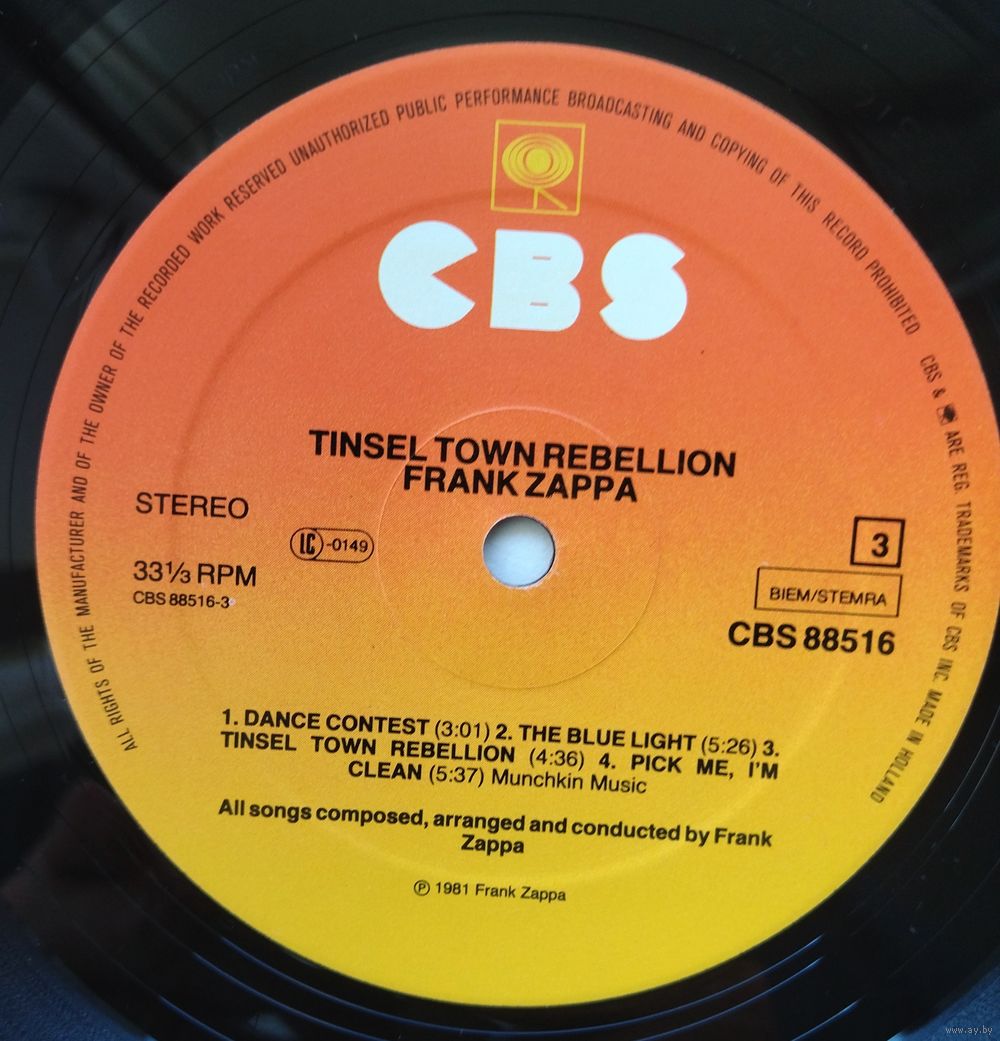 ALL RIGHTS OF THE MANUFACTURER AND OF THE OWNER OF THE RECORDED WORK RESERVED UNAUTHORIZED PUBLIC PERFORMANCE BROADCASTING AND COPYING OF THIS RECORD PROHIBITED
CBS & ARE REG. TRADEMARKS OF CBS INC. MADE IN HOLLAND
CBS
TINSEL TOWN REBELLION
FRANK ZAPPA
STEREO
LC-0149
3
33⅓ RPM
BIEM/STEMRA
CBS 88516-3
CBS 88516
1. DANCE CONTEST (3:01) 2. THE BLUE LIGHT (5:26) 3.
TINSEL TOWN REBELLION (4:36) 4. PICK ME, I'M
CLEAN (5:37) Munchkin Music
All songs composed, arranged and conducted by Frank
Zappa
℗ 1981 Frank Zappa
www.ay.by